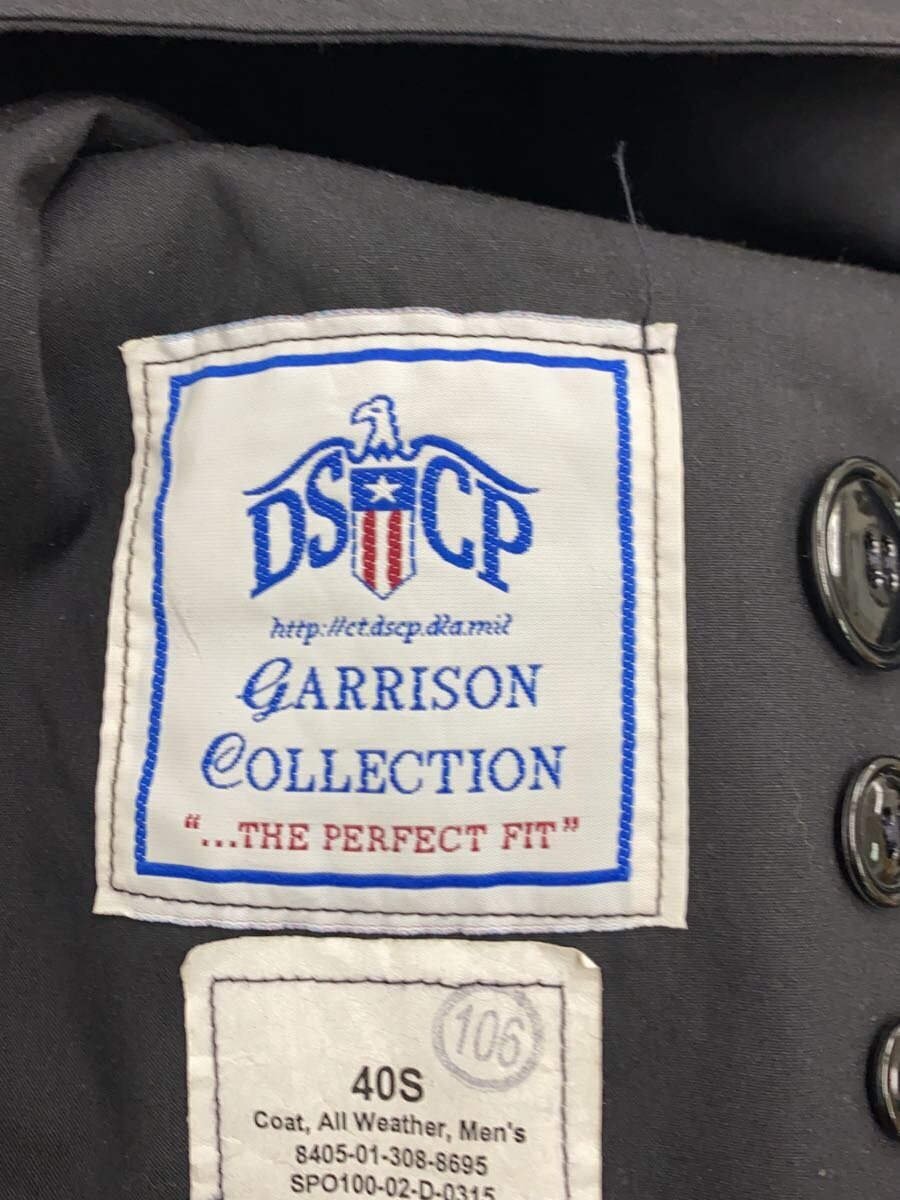 DSCP
http://ct.dscp.dla.mil
GARRISON
COLLECTION
"...THE PERFECT FIT"
106
40S
Coat, All Weather, Men's
8405-01-308-8695
SPO100-02-D-0315